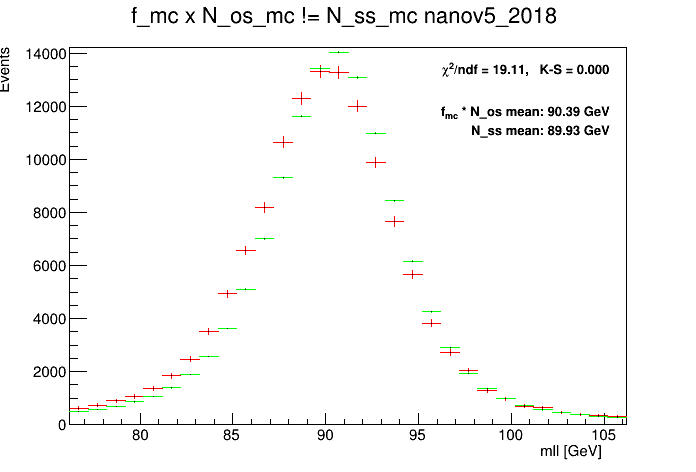 f_mc x N_os_mc != N_ss_mc nanov5_2018
Events
χ²/ndf = 19.11, K-S = 0.000
f_mc * N_os mean: 90.39 GeV
N_ss mean: 89.93 GeV
14000
12000
10000
8000
6000
4000
2000
0
80 85 90 95 100 105
mll [GeV]